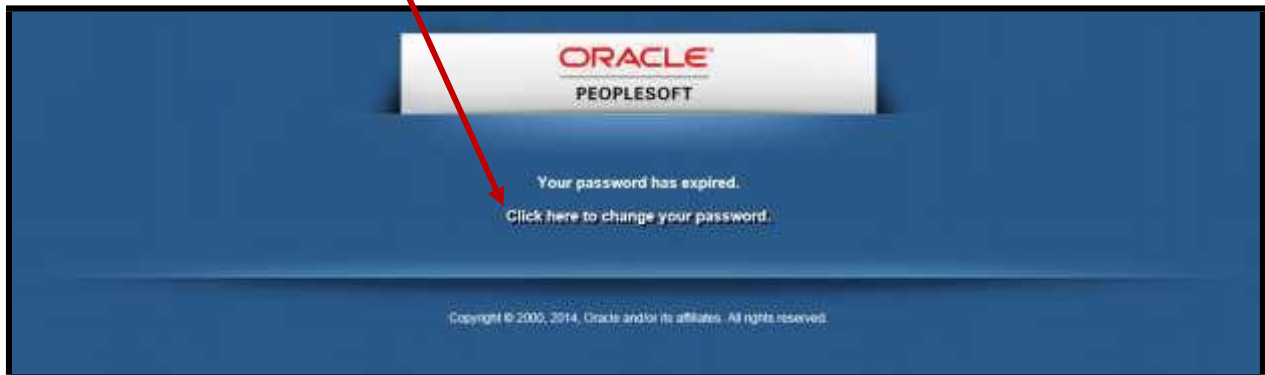 ORACLE
PEOPLESOFT
Your password has expired.
Click here to change your password.
Copyright © 2000, 2014, Oracle and/or its affiliates. All rights reserved.